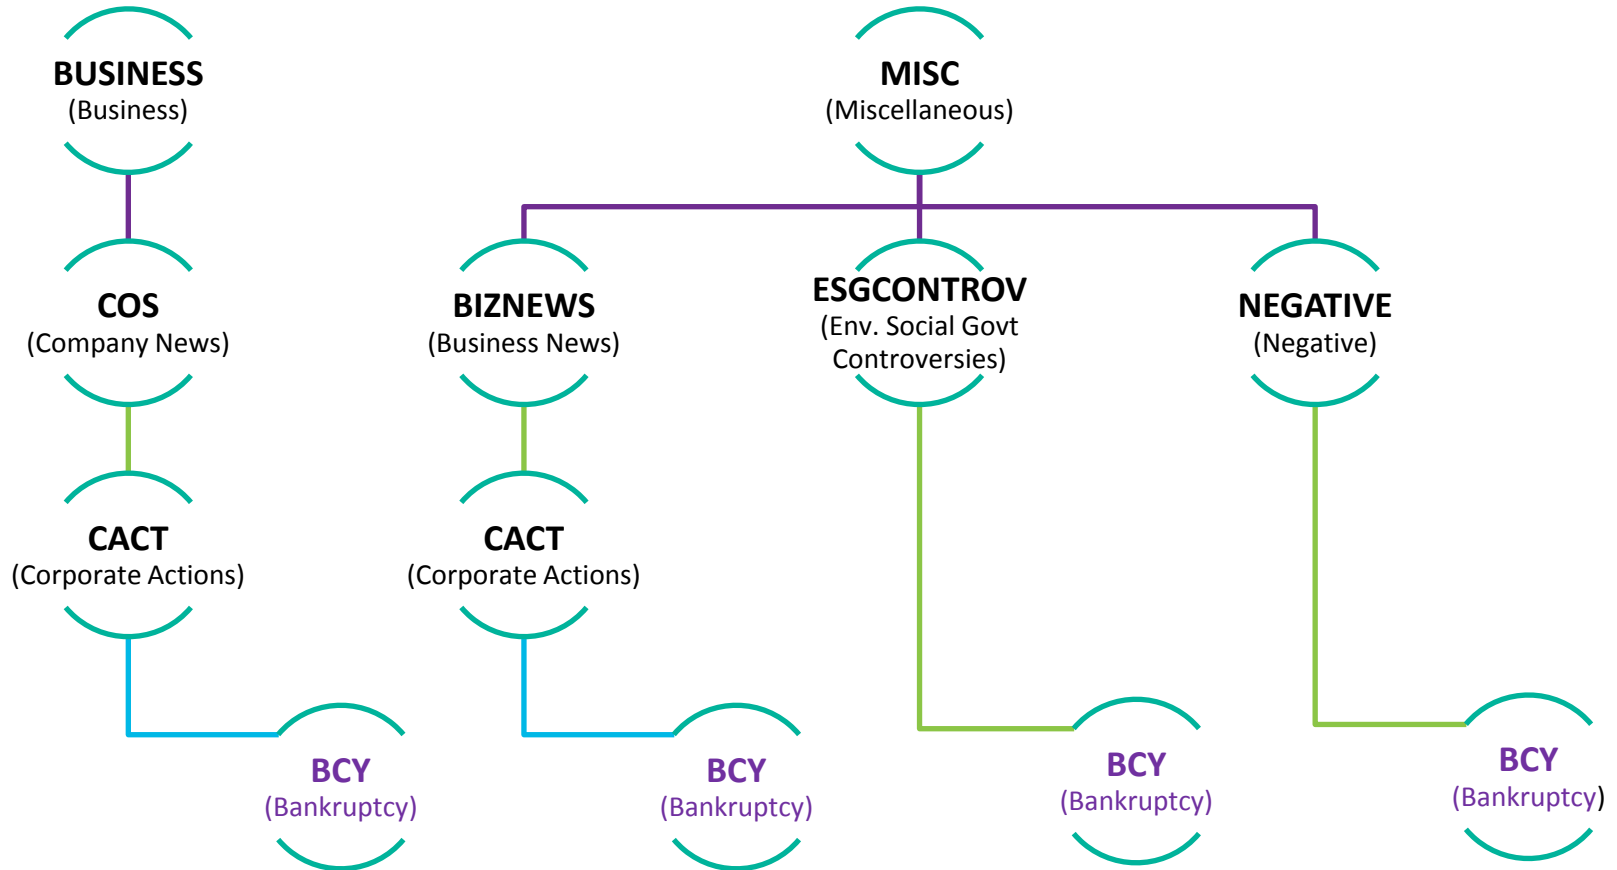 BUSINESS
(Business)
MISC
(Miscellaneous)
COS
(Company News)
BIZNEWS
(Business News)
ESGCONTROV
(Env. Social Govt
Controversies)
NEGATIVE
(Negative)
CACT
(Corporate Actions)
CACT
(Corporate Actions)
BCY
(Bankruptcy)
BCY
(Bankruptcy)
BCY
(Bankruptcy)
BCY
(Bankruptcy)